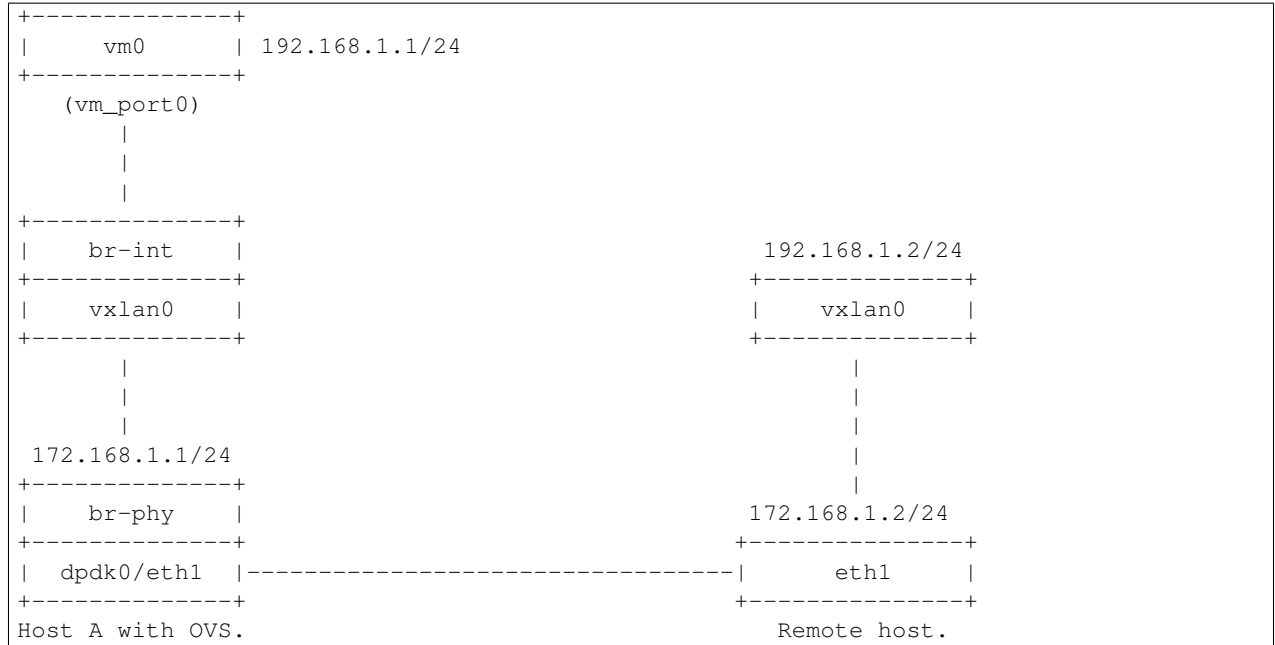 +--------------+
|     vm0      | 192.168.1.1/24
+--------------+
   (vm_port0)
       |
       |
       |
+--------------+
|    br-int    |                                    192.168.1.2/24
+--------------+                                   +--------------+
|    vxlan0    |                                   |    vxlan0    |
+--------------+                                   +--------------+
       |                                                  |
       |                                                  |
       |                                                  |
 172.168.1.1/24                                           |
+--------------+                                          |
|    br-phy    |                                   172.168.1.2/24
+--------------+                                  +---------------+
|  dpdk0/eth1  |----------------------------------|      eth1     |
+--------------+                                  +---------------+
Host A with OVS.                                     Remote host.